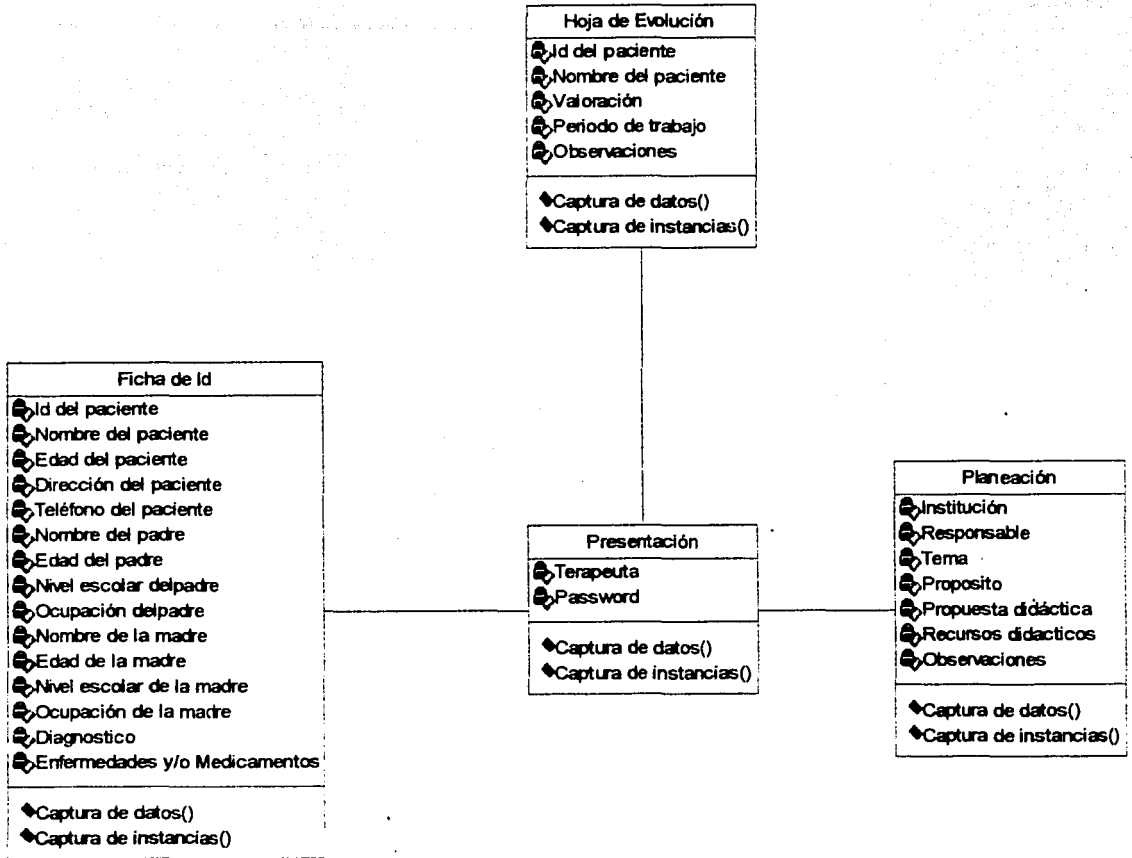 Hoja de Evolución
Id del paciente
Nombre del paciente
Valoración
Periodo de trabajo
Observaciones
Captura de datos()
Captura de instancias()
Ficha de Id
Id del paciente
Nombre del paciente
Edad del paciente
Dirección del paciente
Teléfono del paciente
Nombre del padre
Edad del padre
Nivel escolar delpadre
Ocupación delpadre
Nombre de la madre
Edad de la madre
Nivel escolar de la madre
Ocupación de la madre
Diagnostico
Enfermedades y/o Medicamentos
Captura de datos()
Captura de instancias()
Presentación
Terapeuta
Password
Captura de datos()
Captura de instancias()
Planeación
Institución
Responsable
Tema
Proposito
Propuesta didáctica
Recursos didacticos
Observaciones
Captura de datos()
Captura de instancias()